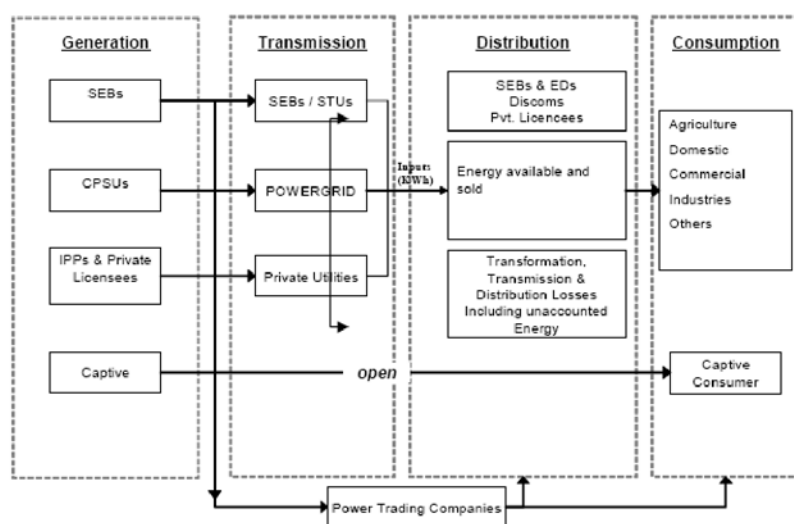 Generation
SEBs
CPSUs
IPPs & Private
Licensees
Captive
Transmission
SEBs / STUs
POWERGRID
Private Utilities
open
Inputs
(KWh)
Distribution
SEBs & EDs
Discoms
Pvt. Licencees
Energy available and
sold
Transformation,
Transmission &
Distribution Losses
Including unaccounted
Energy
Consumption
Agriculture
Domestic
Commercial
Industries
Others
Captive
Consumer
Power Trading Companies